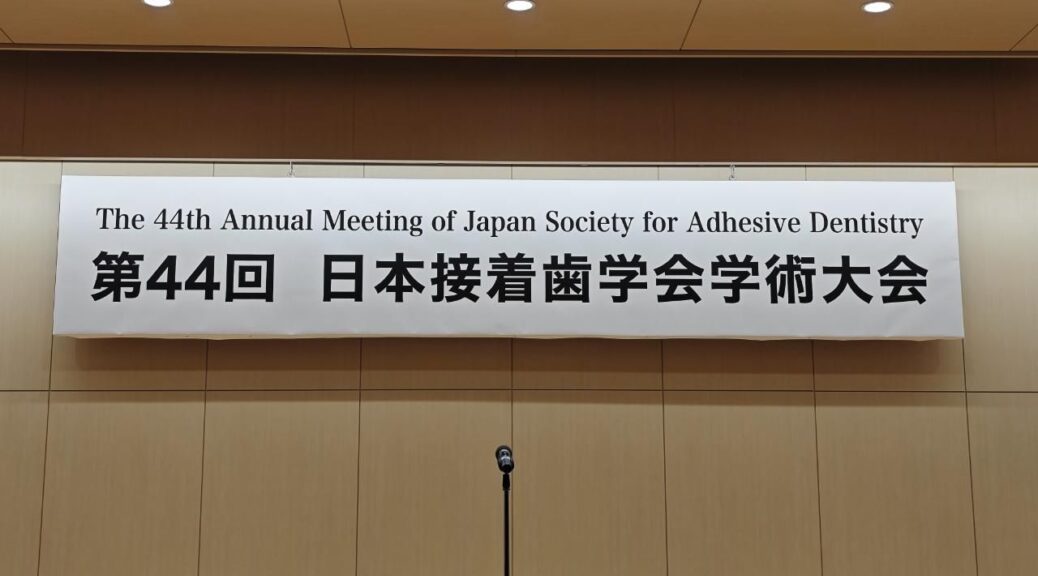 The 44th Annual Meeting of Japan Society for Adhesive Dentistry
第44回 日本接着歯学会学術大会